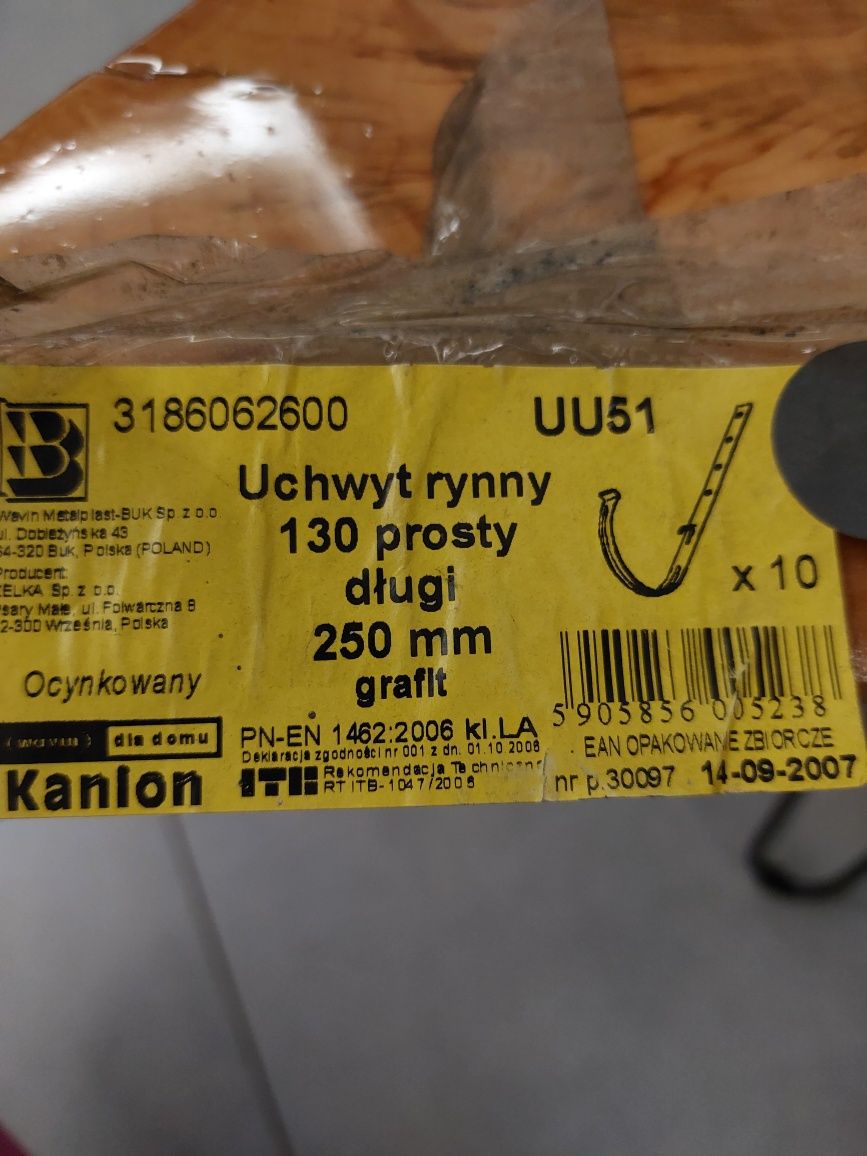 3186062600
UU51
B
Uchwyt rynny
130 prosty
długi
250 mm
grafit
x 10
Wavin Metalplast-BUK Sp. z o.o.
ul. Dobieżyńska 43
64-320 Buk, Polska (POLAND)
Producent:
ZELKA Sp. z o.o.
Psary Małe, ul. Folwarczna 8
62-300 Września, Polska
Ocynkowany
dla domu
Kanion
PN-EN 1462:2006 kl.LA
Deklaracja zgodności nr 001 z dn. 01.10.2006
ITB Rekomendacja Techniczna
RT ITB-1047/2006
5 905856 005238
EAN OPAKOWANIE ZBIORCZE
nr p.30097 14-09-2007